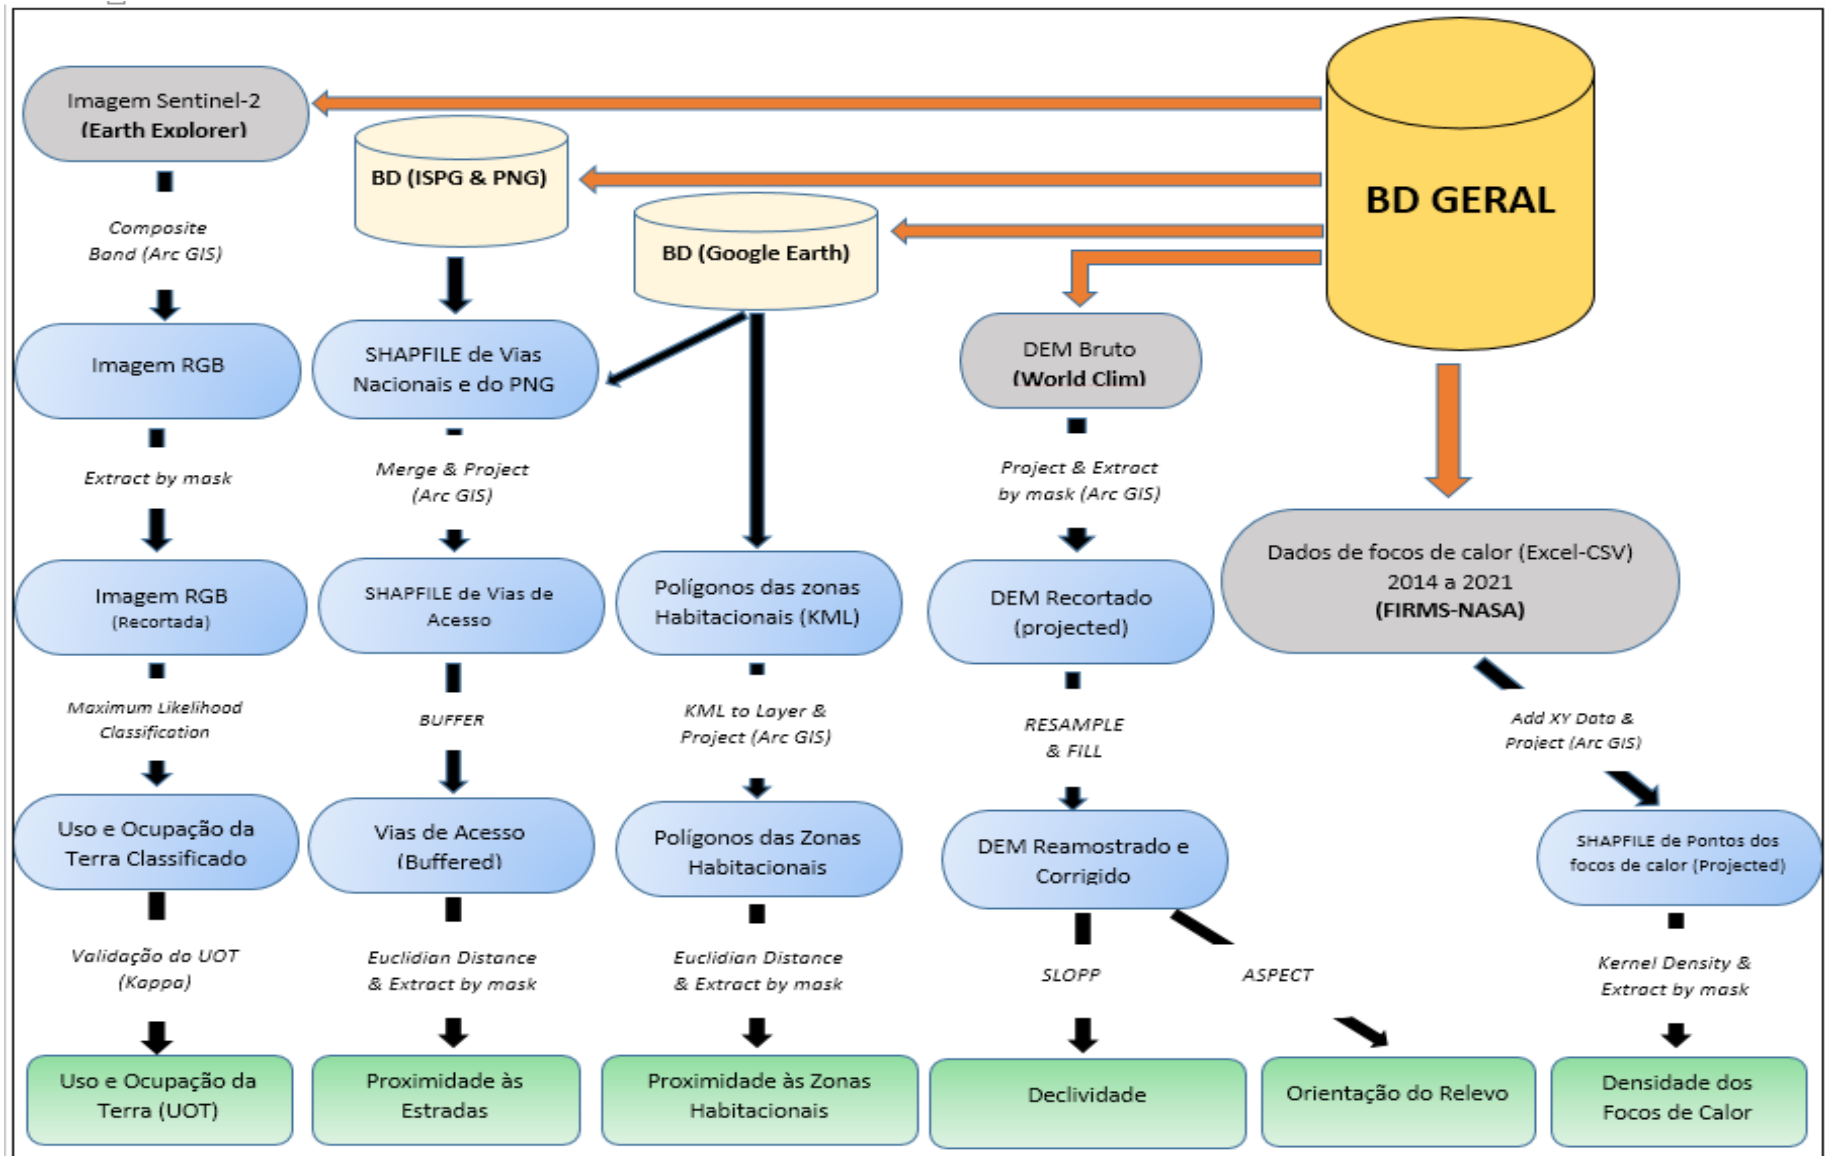 BD GERAL
Imagem Sentinel-2
(Earth Explorer)
BD (ISPG & PNG)
BD (Google Earth)
Composite
Band (Arc GIS)
Imagem RGB
SHAPFILE de Vias
Nacionais e do PNG
DEM Bruto
(World Clim)
Extract by mask
Merge & Project
(Arc GIS)
Project & Extract
by mask (Arc GIS)
Dados de focos de calor (Excel-CSV)
2014 a 2021
(FIRMS-NASA)
Imagem RGB
(Recortada)
SHAPFILE de Vias de
Acesso
Polígonos das zonas
Habitacionais (KML)
DEM Recortado
(projected)
Maximum Likelihood
Classification
BUFFER
KML to Layer &
Project (Arc GIS)
RESAMPLE
& FILL
Add XY Data &
Project (Arc GIS)
Uso e Ocupação da
Terra Classificado
Vias de Acesso
(Buffered)
Polígonos das Zonas
Habitacionais
DEM Reamostrado e
Corrigido
SHAPFILE de Pontos dos
focos de calor (Projected)
Validação do UOT
(Kappa)
Euclidian Distance
& Extract by mask
Euclidian Distance
& Extract by mask
SLOPP
ASPECT
Kernel Density &
Extract by mask
Uso e Ocupação da
Terra (UOT)
Proximidade às
Estradas
Proximidade às Zonas
Habitacionais
Declividade
Orientação do Relevo
Densidade dos
Focos de Calor